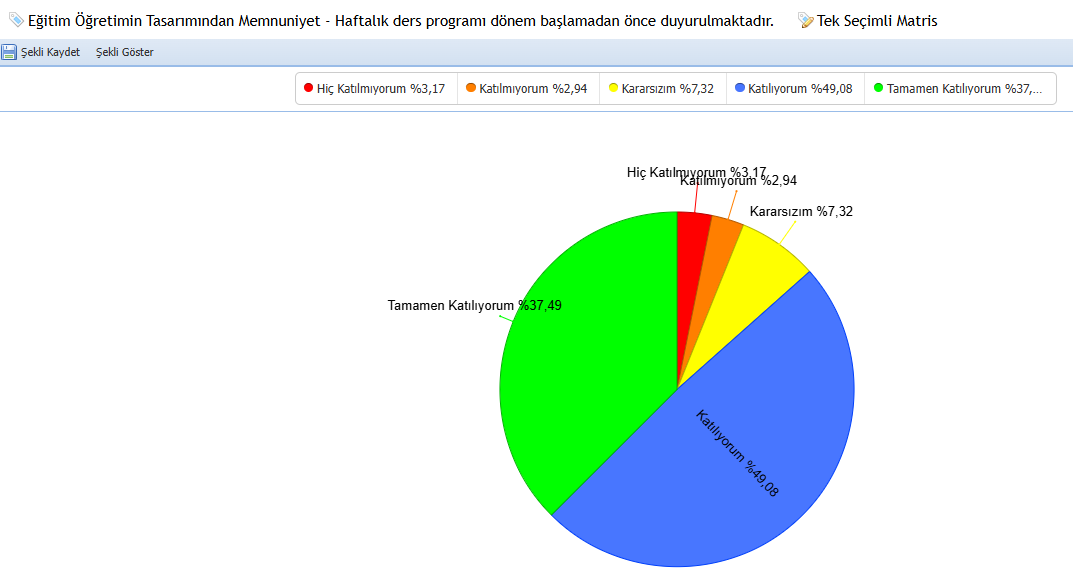 Eğitim Öğretimin Tasarımından Memnuniyet - Haftalık ders programı dönem başlamadan önce duyurulmaktadır. Tek Seçimli Matris
Şekli Kaydet Şekli Göster
Hiç Katılmıyorum %3,17 Katılmıyorum %2,94 Kararsızım %7,32 Katılıyorum %49,08 Tamamen Katılıyorum %37,...
Hiç Katılmıyorum %3,17
Katılmıyorum %2,94
Kararsızım %7,32
Tamamen Katılıyorum %37,49
Katılıyorum %49,08